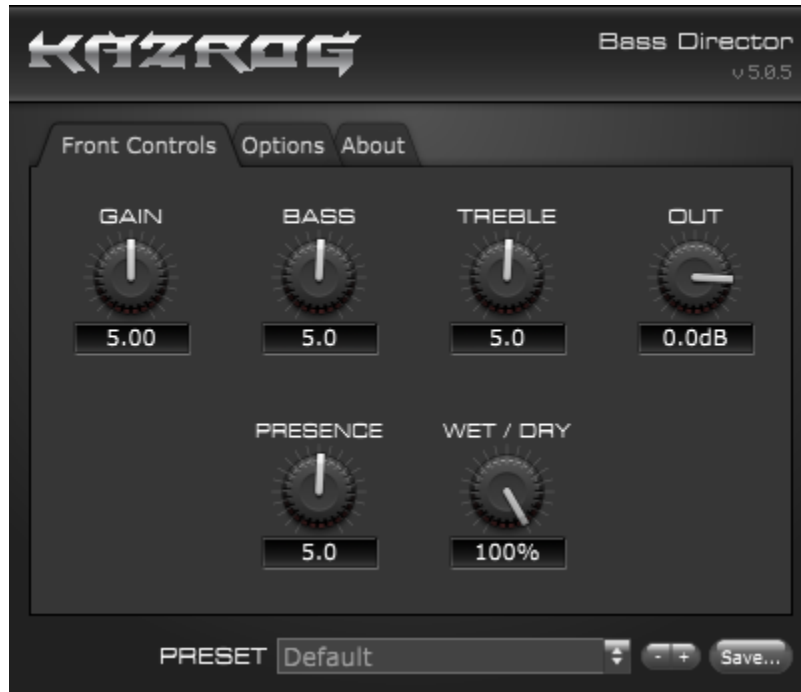 KAZROG
Bass Director
v 5.0.5
Front Controls Options About
GAIN BASS TREBLE OUT
5.00 5.0 5.0 0.0dB
PRESENCE WET / DRY
5.0 100%
PRESET Default - + Save...